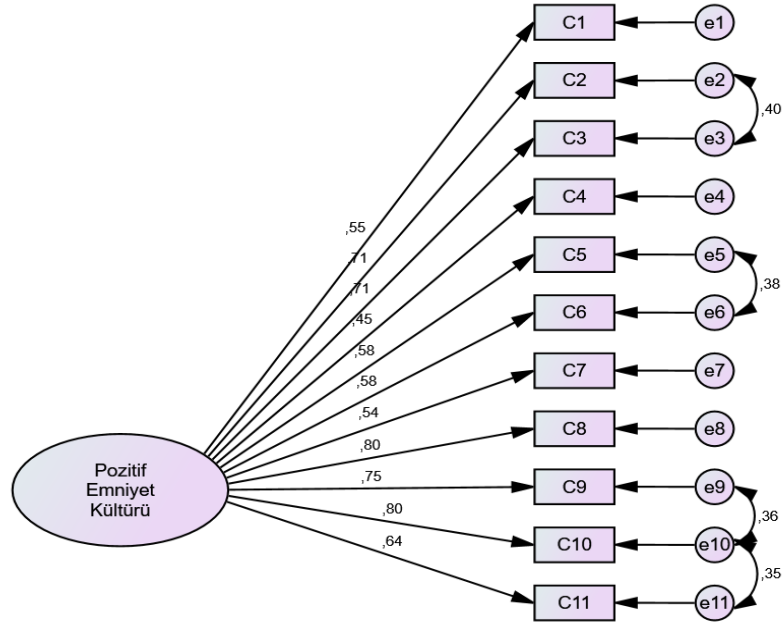 C1
e1
C2
e2
,40
C3
e3
C4
e4
,55
C5
e5
,71
,38
,71
C6
e6
,45
,58
C7
e7
,58
,54
C8
e8
,80
,75
C9
e9
Pozitif
Emniyet
Kültürü
,36
,80
C10
e10
,64
,35
C11
e11